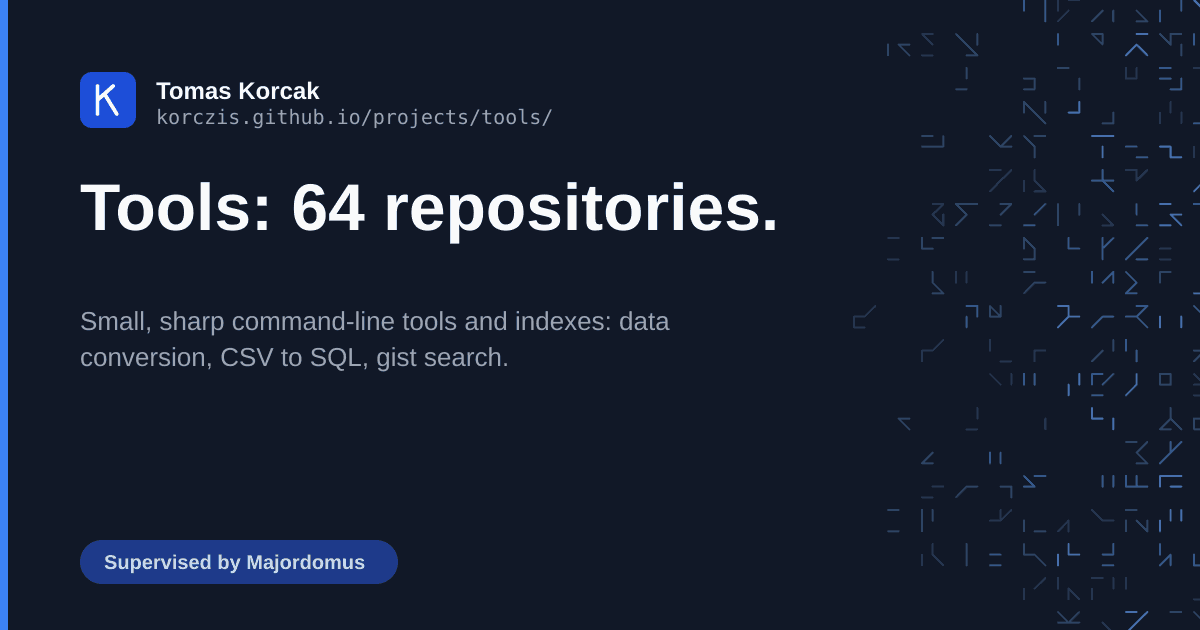 Tomas Korcak
korczis.github.io/projects/tools/
Tools: 64 repositories.
Small, sharp command-line tools and indexes: data
conversion, CSV to SQL, gist search.
Supervised by Majordomus